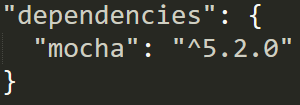 "dependencies": {
"mocha": "^5.2.0"
}